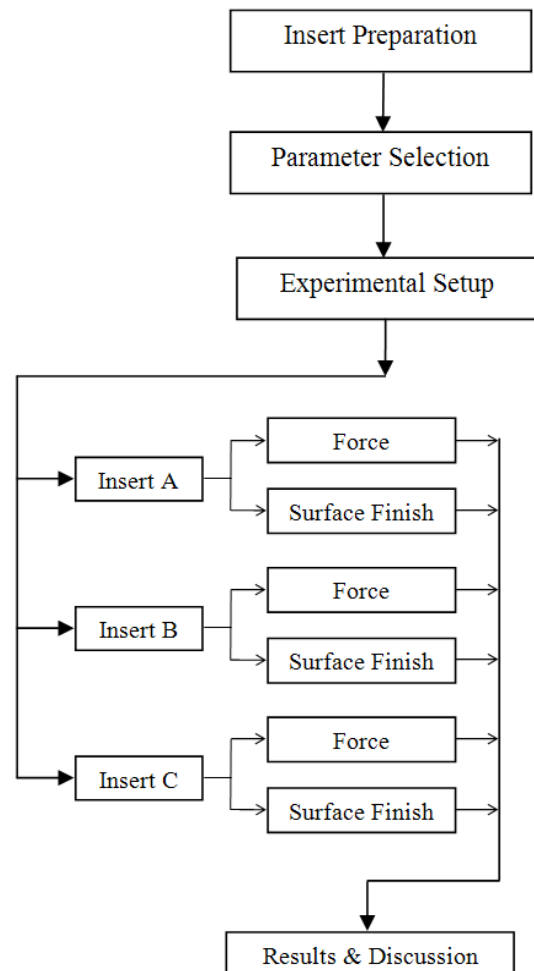 Insert Preparation
Parameter Selection
Experimental Setup
Insert A
Force
Surface Finish
Insert B
Force
Surface Finish
Insert C
Force
Surface Finish
Results & Discussion